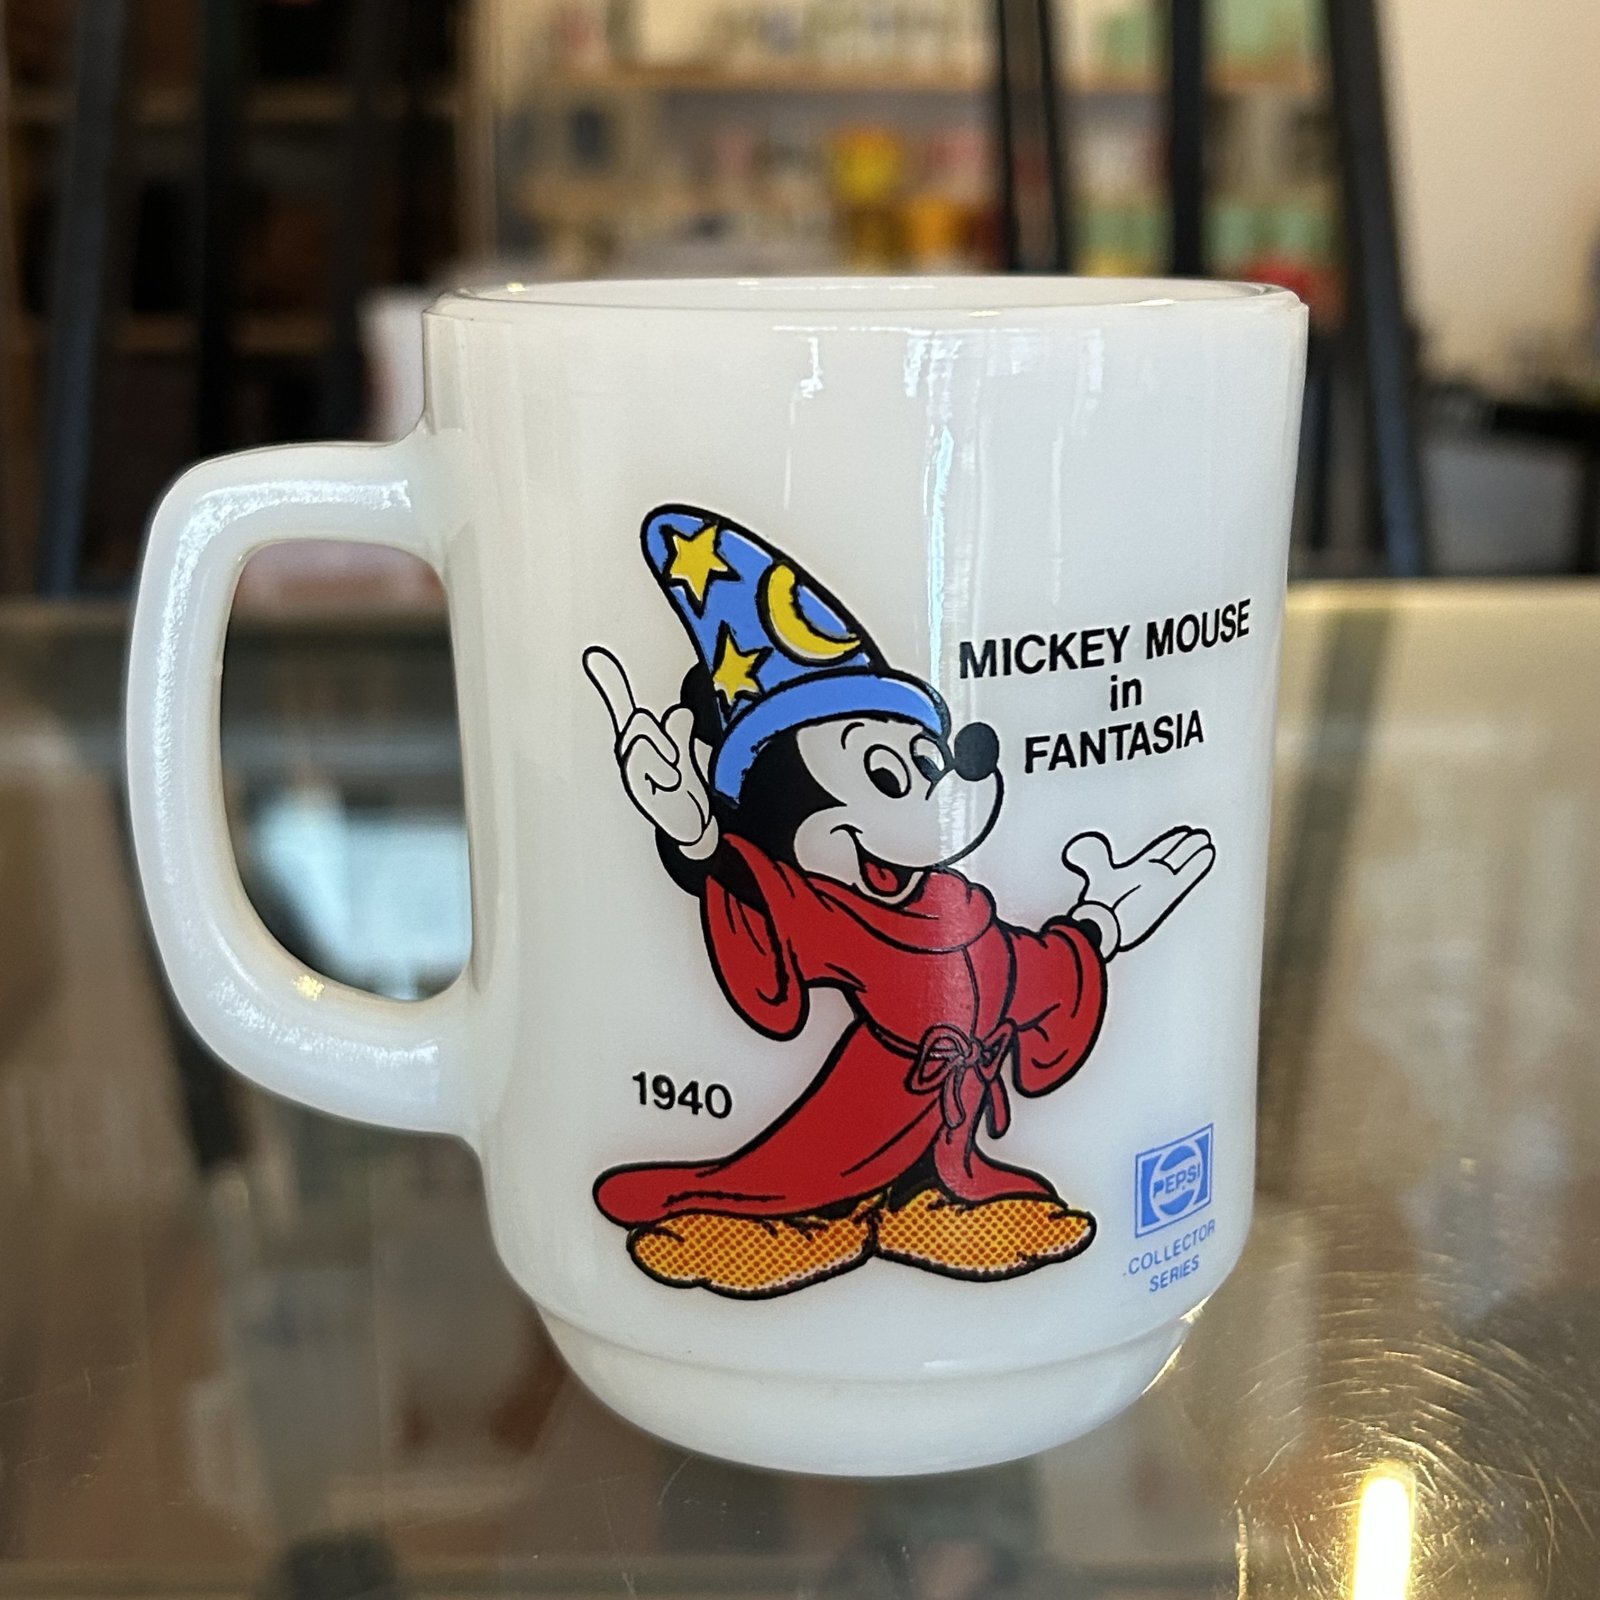 MICKEY MOUSE
in
FANTASIA
1940
PEPSI
COLLECTOR
SERIES